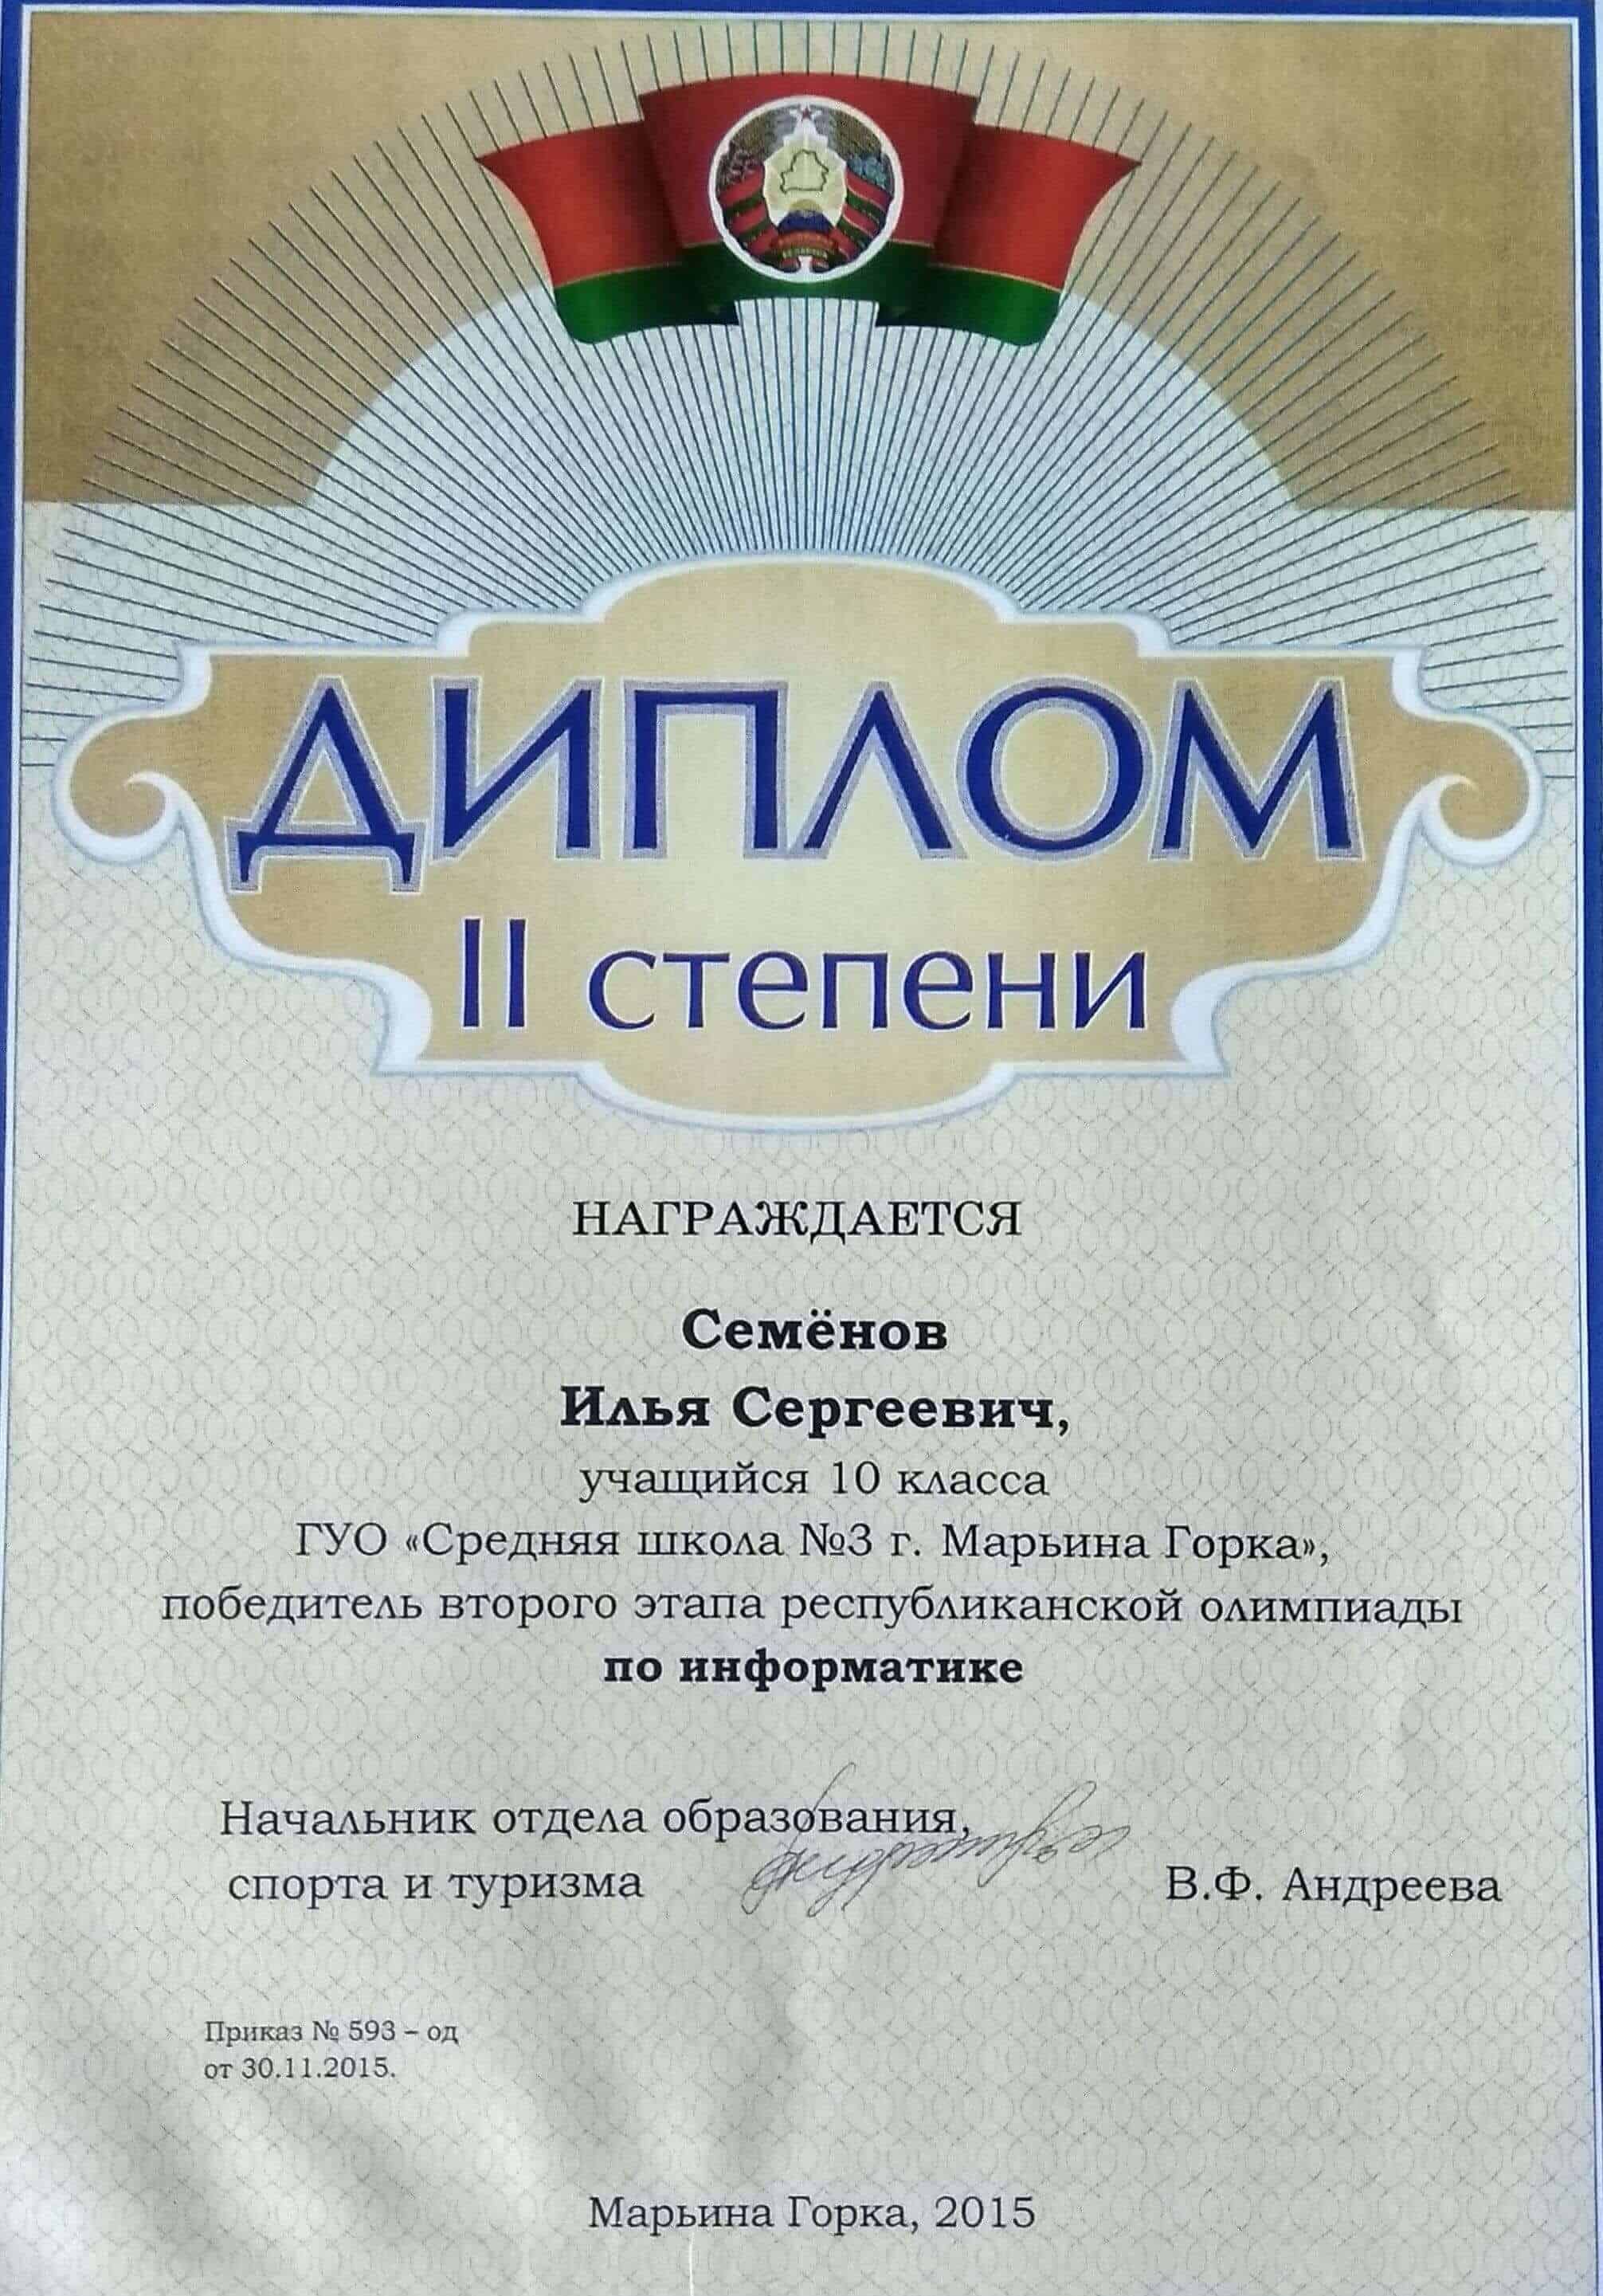 ДИПЛОМ
II степени
НАГРАЖДАЕТСЯ
Семёнов
Илья Сергеевич,
учащийся 10 класса
ГУО «Средняя школа №3 г. Марьина Горка»,
победитель второго этапа республиканской олимпиады
по информатике
Начальник отдела образования,
спорта и туризма В.Ф. Андреева
Приказ № 593 – од
от 30.11.2015.
Марьина Горка, 2015